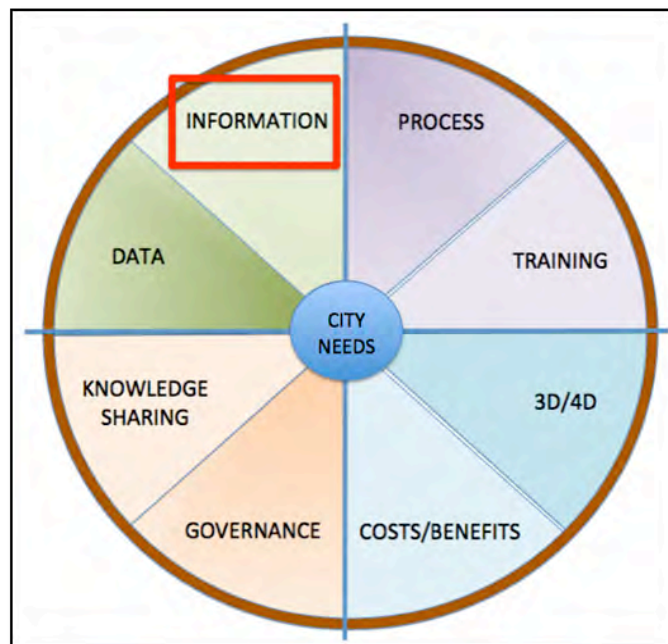 INFORMATION
PROCESS
DATA
TRAINING
CITY
NEEDS
KNOWLEDGE
SHARING
3D/4D
GOVERNANCE
COSTS/BENEFITS